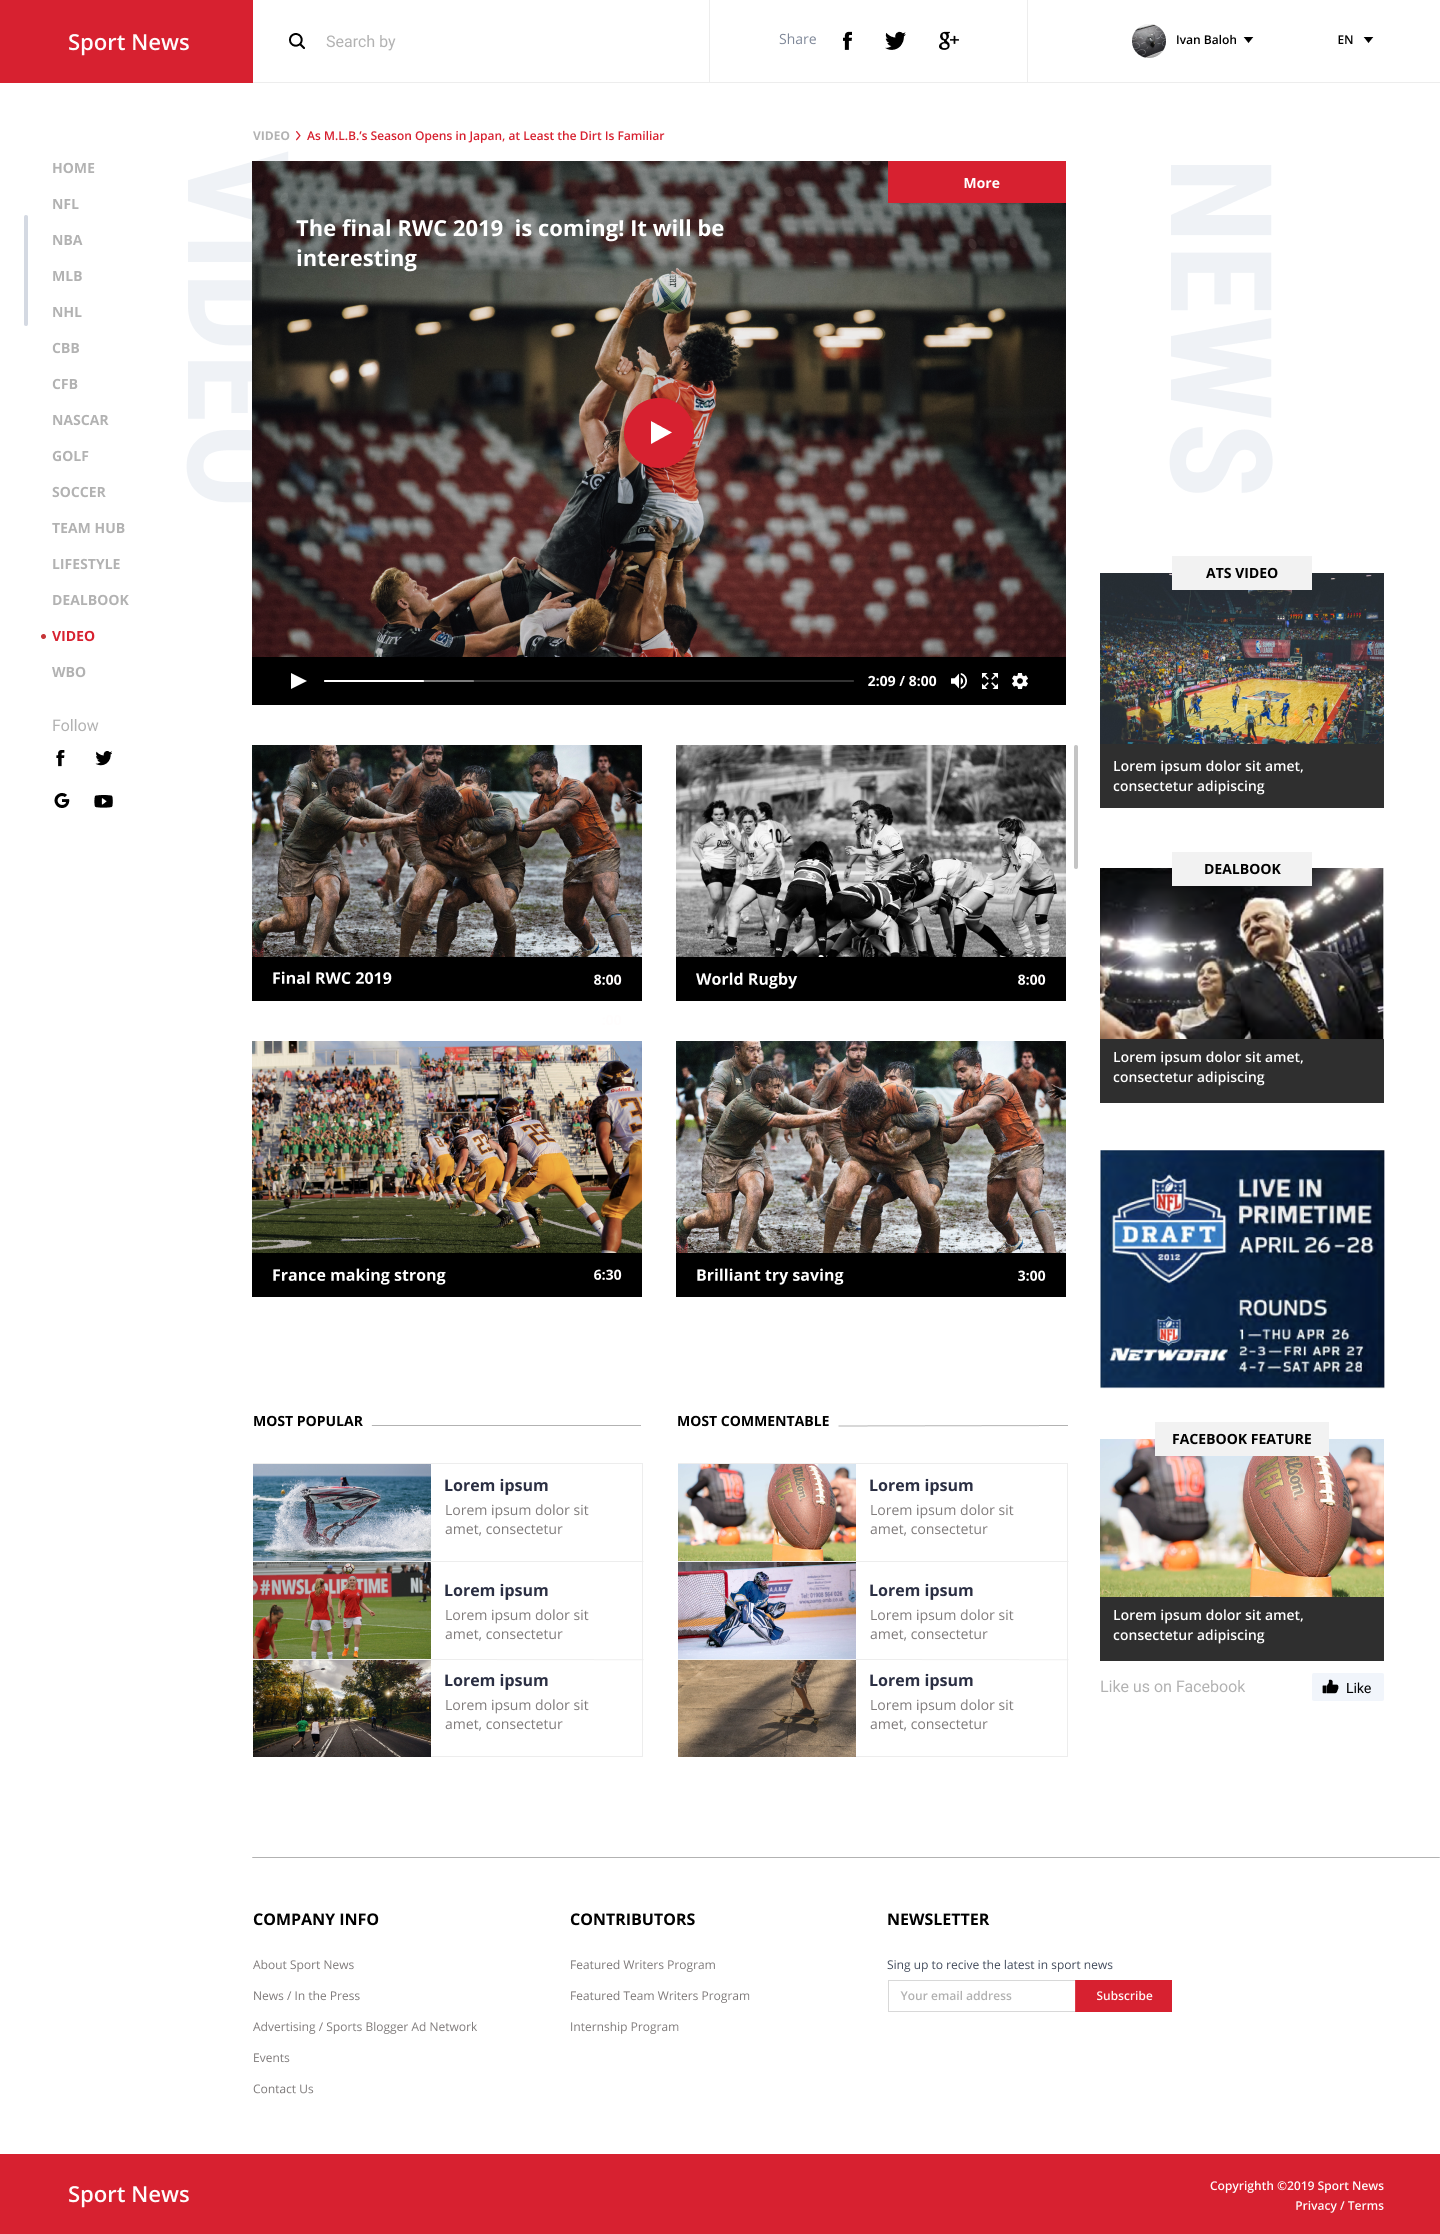 Sport News
Search by
Share
Ivan Baloh
EN
VIDEO
As M.L.B.'s Season Opens in Japan, at Least the Dirt Is Familiar
HOME
NFL
NBA
MLB
NHL
CBB
CFB
NASCAR
GOLF
SOCCER
TEAM HUB
LIFESTYLE
DEALBOOK
VIDEO
WBO
Follow
VIDEO
More
The final RWC 2019 is coming! It will be
interesting
2:09 / 8:00
Final RWC 2019
8:00
World Rugby
8:00
France making strong
6:30
Brilliant try saving
3:00
NEWS
ATS VIDEO
Lorem ipsum dolor sit amet,
consectetur adipiscing
DEALBOOK
Lorem ipsum dolor sit amet,
consectetur adipiscing
NFL
DRAFT
2012
LIVE IN
PRIMETIME
APRIL 26-28
ROUNDS
1—THU APR 26
2-3—FRI APR 27
4-7—SAT APR 28
NFL
NETWORK
FACEBOOK FEATURE
Wilson
NFL
Lorem ipsum dolor sit amet,
consectetur adipiscing
Like us on Facebook
Like
MOST POPULAR
Lorem ipsum
Lorem ipsum dolor sit
amet, consectetur
Lorem ipsum
Lorem ipsum dolor sit
amet, consectetur
Lorem ipsum
Lorem ipsum dolor sit
amet, consectetur
MOST COMMENTABLE
Lorem ipsum
Lorem ipsum dolor sit
amet, consectetur
Lorem ipsum
Lorem ipsum dolor sit
amet, consectetur
Lorem ipsum
Lorem ipsum dolor sit
amet, consectetur
COMPANY INFO
About Sport News
News / In the Press
Advertising / Sports Blogger Ad Network
Events
Contact Us
CONTRIBUTORS
Featured Writers Program
Featured Team Writers Program
Internship Program
NEWSLETTER
Sing up to recive the latest in sport news
Your email address
Subscribe
Sport News
Copyrighth ©2019 Sport News
Privacy / Terms